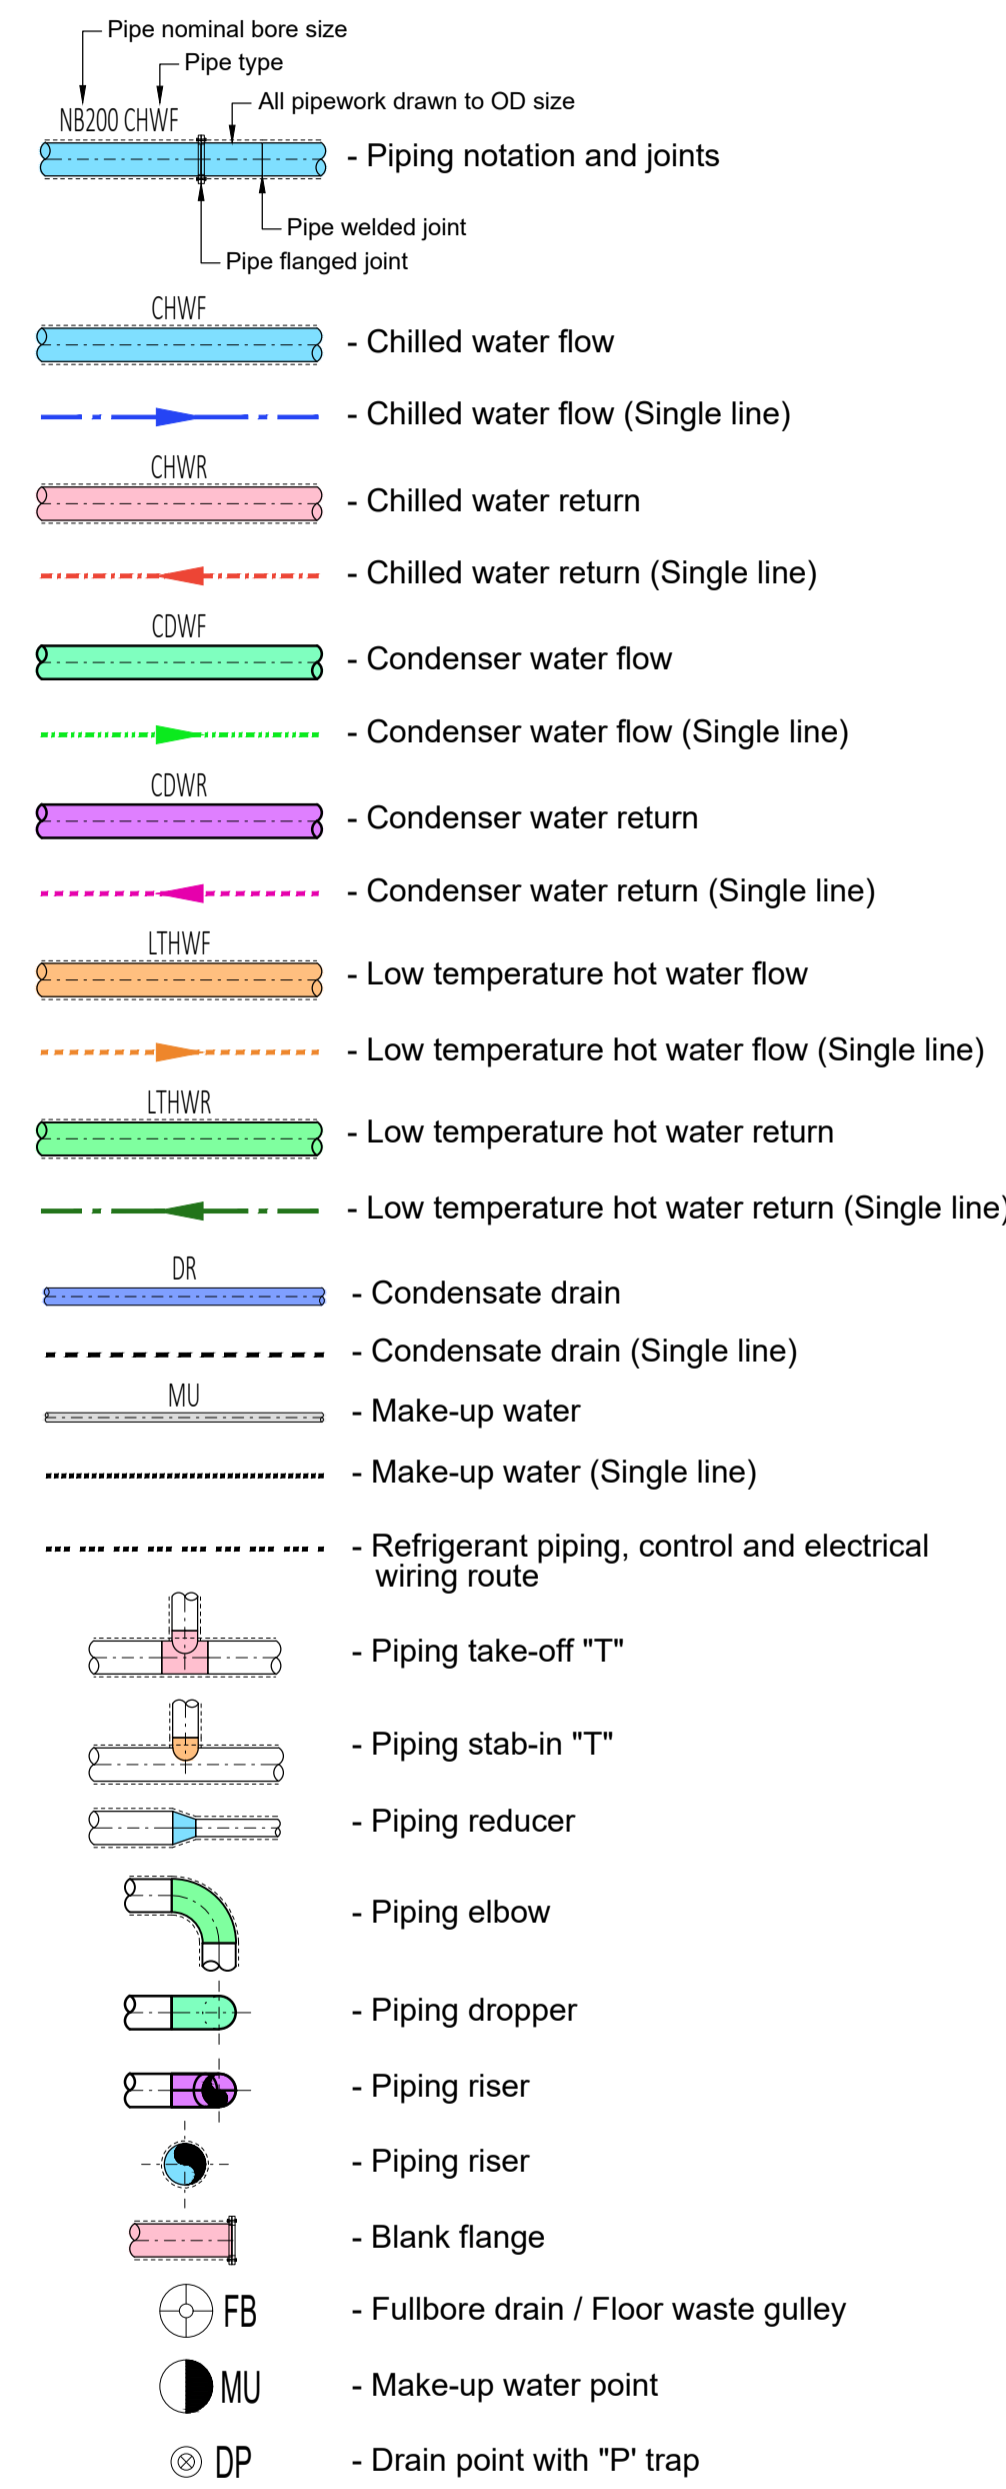 Pipe nominal bore size
Pipe type
All pipework drawn to OD size
NB200 CHWF
- Piping notation and joints
Pipe welded joint
Pipe flanged joint
CHWF
- Chilled water flow
- Chilled water flow (Single line)
CHWR
- Chilled water return
- Chilled water return (Single line)
CDWF
- Condenser water flow
- Condenser water flow (Single line)
CDWR
- Condenser water return
- Condenser water return (Single line)
LTHWF
- Low temperature hot water flow
- Low temperature hot water flow (Single line)
LTHWR
- Low temperature hot water return
- Low temperature hot water return (Single line)
DR
- Condensate drain
- Condensate drain (Single line)
MU
- Make-up water
- Make-up water (Single line)
- Refrigerant piping, control and electrical
wiring route
- Piping take-off "T"
- Piping stab-in "T"
- Piping reducer
- Piping elbow
- Piping dropper
- Piping riser
- Piping riser
- Blank flange
FB - Fullbore drain / Floor waste gulley
MU - Make-up water point
DP - Drain point with "P' trap